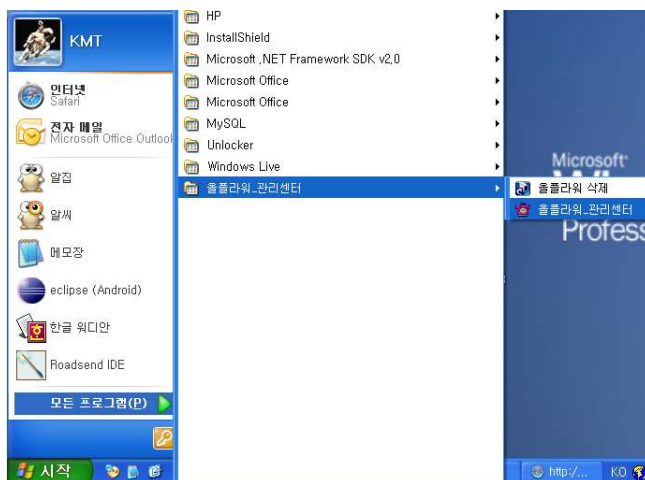 KMT
인터넷
Safari
전자 메일
Microsoft Office Outlook
알집
알씨
메모장
eclipse (Android)
한글 워디안
Roadsend IDE
모든 프로그램(P)
시작
HP
InstallShield
Microsoft .NET Framework SDK v2.0
Microsoft Office
Microsoft Office
MySQL
Unlocker
Windows Live
올플라워_관리센터
올플라워 삭제
올플라워_관리센터
Microsoft
Profess
http:/...
KO